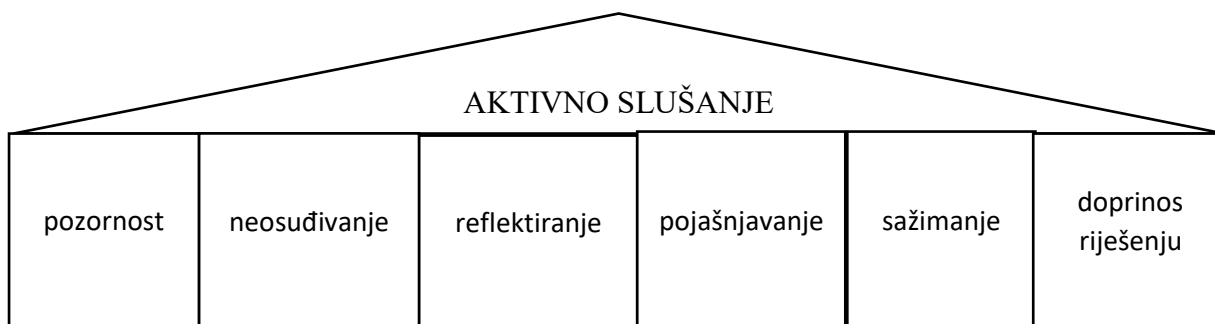 AKTIVNO SLUŠANJE
pozornost
neosuđivanje
reflektiranje
pojašnjavanje
sažimanje
doprinos
riješenju